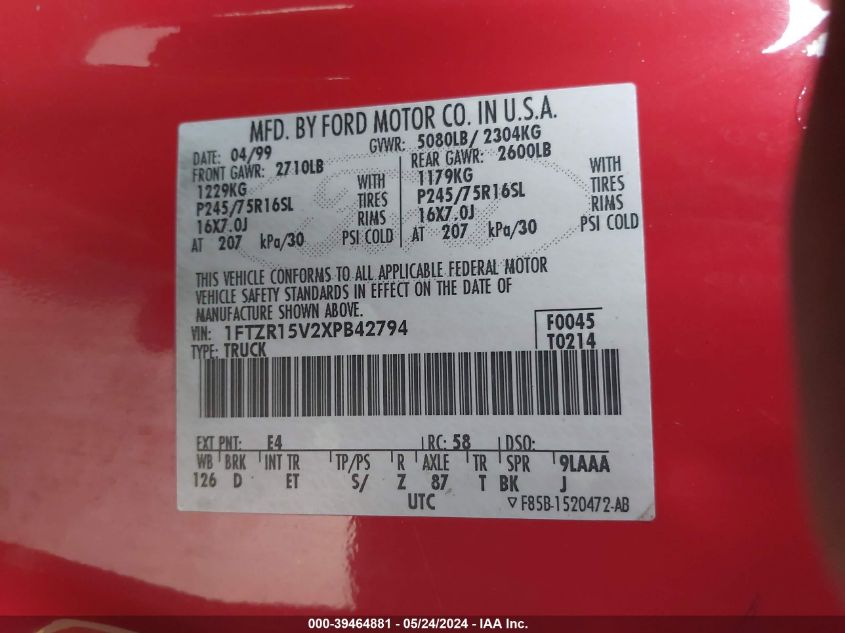 MFD. BY FORD MOTOR CO. IN U.S.A.
DATE: 04/99 GVWR: 5080LB/ 2304KG
FRONT GAWR: 2710LB REAR GAWR: 2600LB
1229KG WITH 1179KG WITH
P245/75R16SL TIRES P245/75R16SL TIRES
16X7.0J RIMS 16X7.0J RIMS
AT 207 kPa/30 PSI COLD AT 207 kPa/30 PSI COLD
THIS VEHICLE CONFORMS TO ALL APPLICABLE FEDERAL MOTOR
VEHICLE SAFETY STANDARDS IN EFFECT ON THE DATE OF
MANUFACTURE SHOWN ABOVE.
VIN: 1FTZR15V2XPB42794 F0045
TYPE: TRUCK T0214
EXT PNT: E4 RC: 58 DSO:
WB BRK INT TR TP/PS R AXLE TR SPR 9LAAA
126 D ET S/ Z 87 T BK J
UTC ▽ F85B-1520472-AB
000-39464881 - 05/24/2024 - IAA Inc.